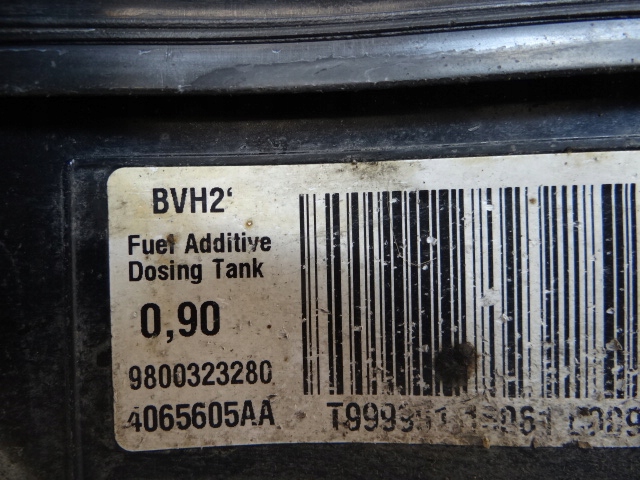 BVH2'
Fuel Additive
Dosing Tank
0,90
9800323280
4065605AA